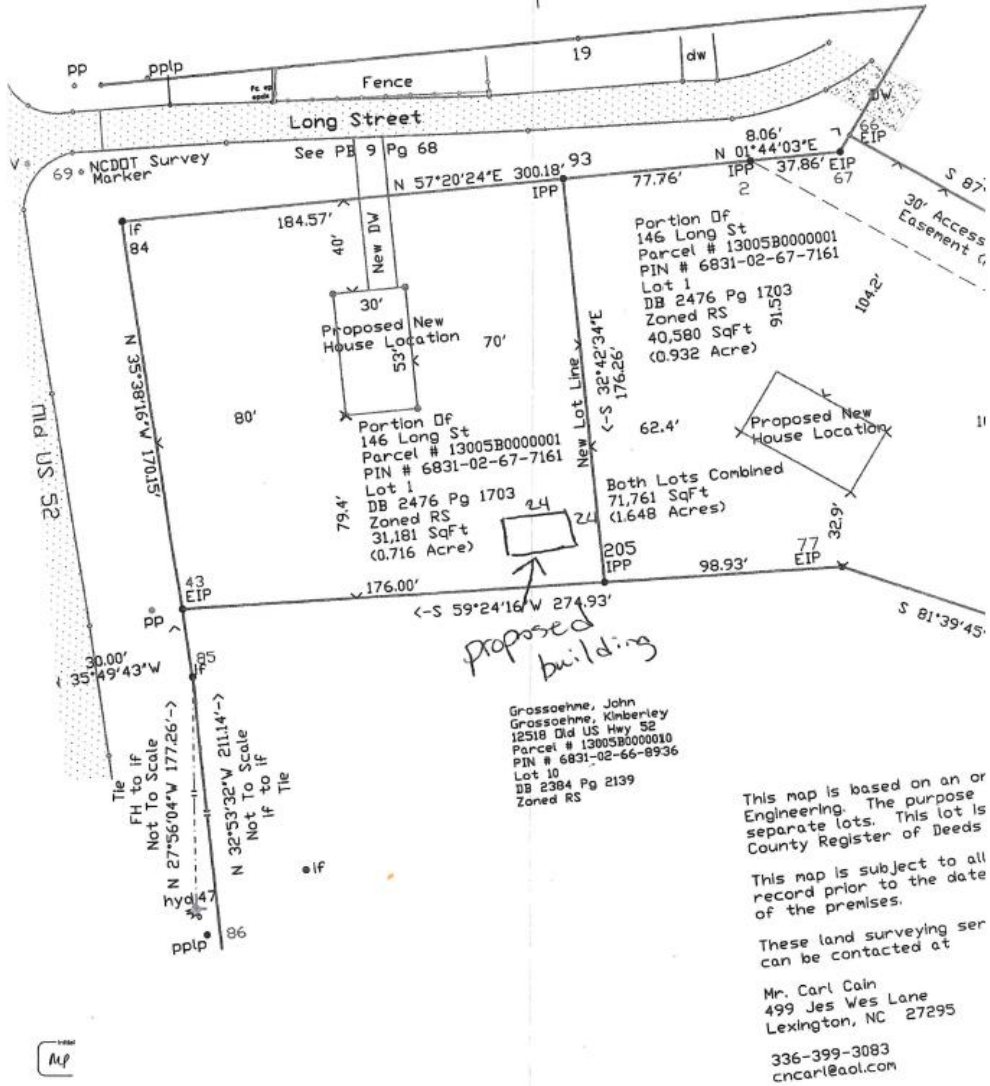 19
pp
pplp
dw
Fence
Long Street
DW
See PB 9 Pg 68
8.06'
N 01°44'03"E
66
EIP
69
NCDOT Survey
Marker
N 57°20'24"E 300.18'
93
IPP
77.76'
IPP
2
37.86'
EIP
67
S 87°
30' Access
Easement (
184.57'
lf
84
40'
New DW
30'
Proposed New
House Location
53'
70'
80'
N 35°38'16"W 170.15'
Old US 52
Portion Of
146 Long St
Parcel # 13005B0000001
PIN # 6831-02-67-7161
Lot 1
DB 2476 Pg 1703
Zoned RS
40,580 SqFt
(0.932 Acre)
104.2'
New Lot Line
<-S 32°42'34"E
176.26'
62.4'
Proposed New
House Location
32.9'
Portion Of
146 Long St
Parcel # 13005B0000001
PIN # 6831-02-67-7161
Lot 1
DB 2476 Pg 1703
Zoned RS
31,181 SqFt
(0.716 Acre)
79.4'
24
24
Both Lots Combined
71,761 SqFt
(1.648 Acres)
43
EIP
176.00'
205
IPP
98.93'
77
EIP
<-S 59°24'16"W 274.93'
S 81°39'45"
proposed
building
pp
30.00'
35°49'43"W
85
lf
Grossoehme, John
Grossoehme, Kimberley
12518 Old US Hwy 52
Parcel # 13005B0000010
PIN # 6831-02-66-8936
Lot 10
DB 2384 Pg 2139
Zoned RS
Tie
FH to lf
Not To Scale
N 27°56'04"W 177.26'->
N 32°53'32"W 211.14'->
Not To Scale
lf to lf
Tie
lf
hyd 47
pplp
86
This map is based on an or
Engineering. The purpose
separate lots. This lot is
County Register of Deeds
This map is subject to all
record prior to the date
of the premises.
These land surveying ser
can be contacted at
Mr. Carl Cain
499 Jes Wes Lane
Lexington, NC 27295
336-399-3083
cncarl@aol.com
MP